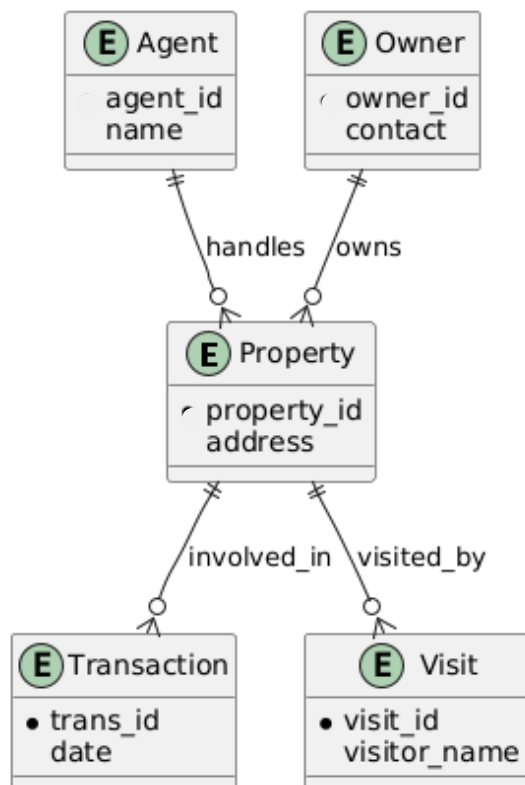 E Agent
agent_id
name
E Owner
owner_id
contact
handles
owns
E Property
property_id
address
involved_in
visited_by
E Transaction
trans_id
date
E Visit
visit_id
visitor_name